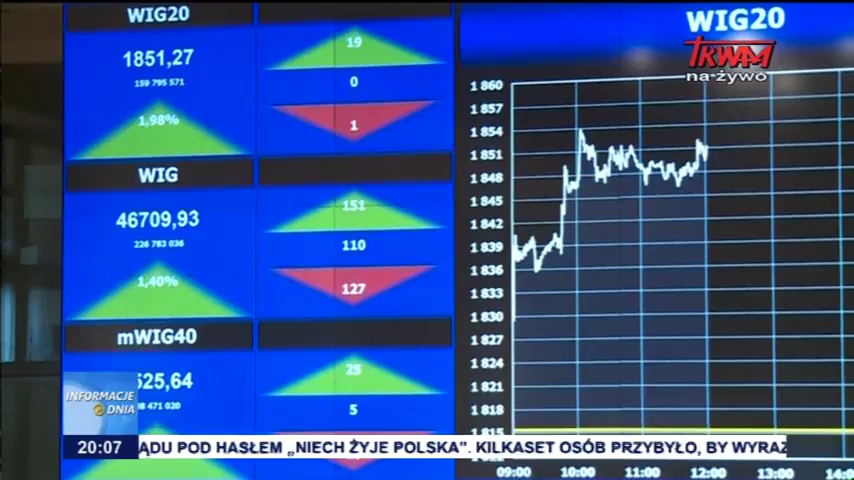 WIG20
1851,27
159 795 571
1,98%
19
0
1
WIG
46709,93
226 783 036
1,40%
151
110
127
mWIG40
525,64
471 020
25
5
WIG20
TRWAM
na żywo
1 860
1 857
1 854
1 851
1 848
1 845
1 842
1 839
1 836
1 833
1 830
1 827
1 824
1 821
1 818
1 815
09:00 10:00 11:00 12:00 13:00 14:00
INFORMACJE
DNIA
20:07 ĄDU POD HASŁEM „NIECH ŻYJE POLSKA". KILKASET OSÓB PRZYBYŁO, BY WYRAZ